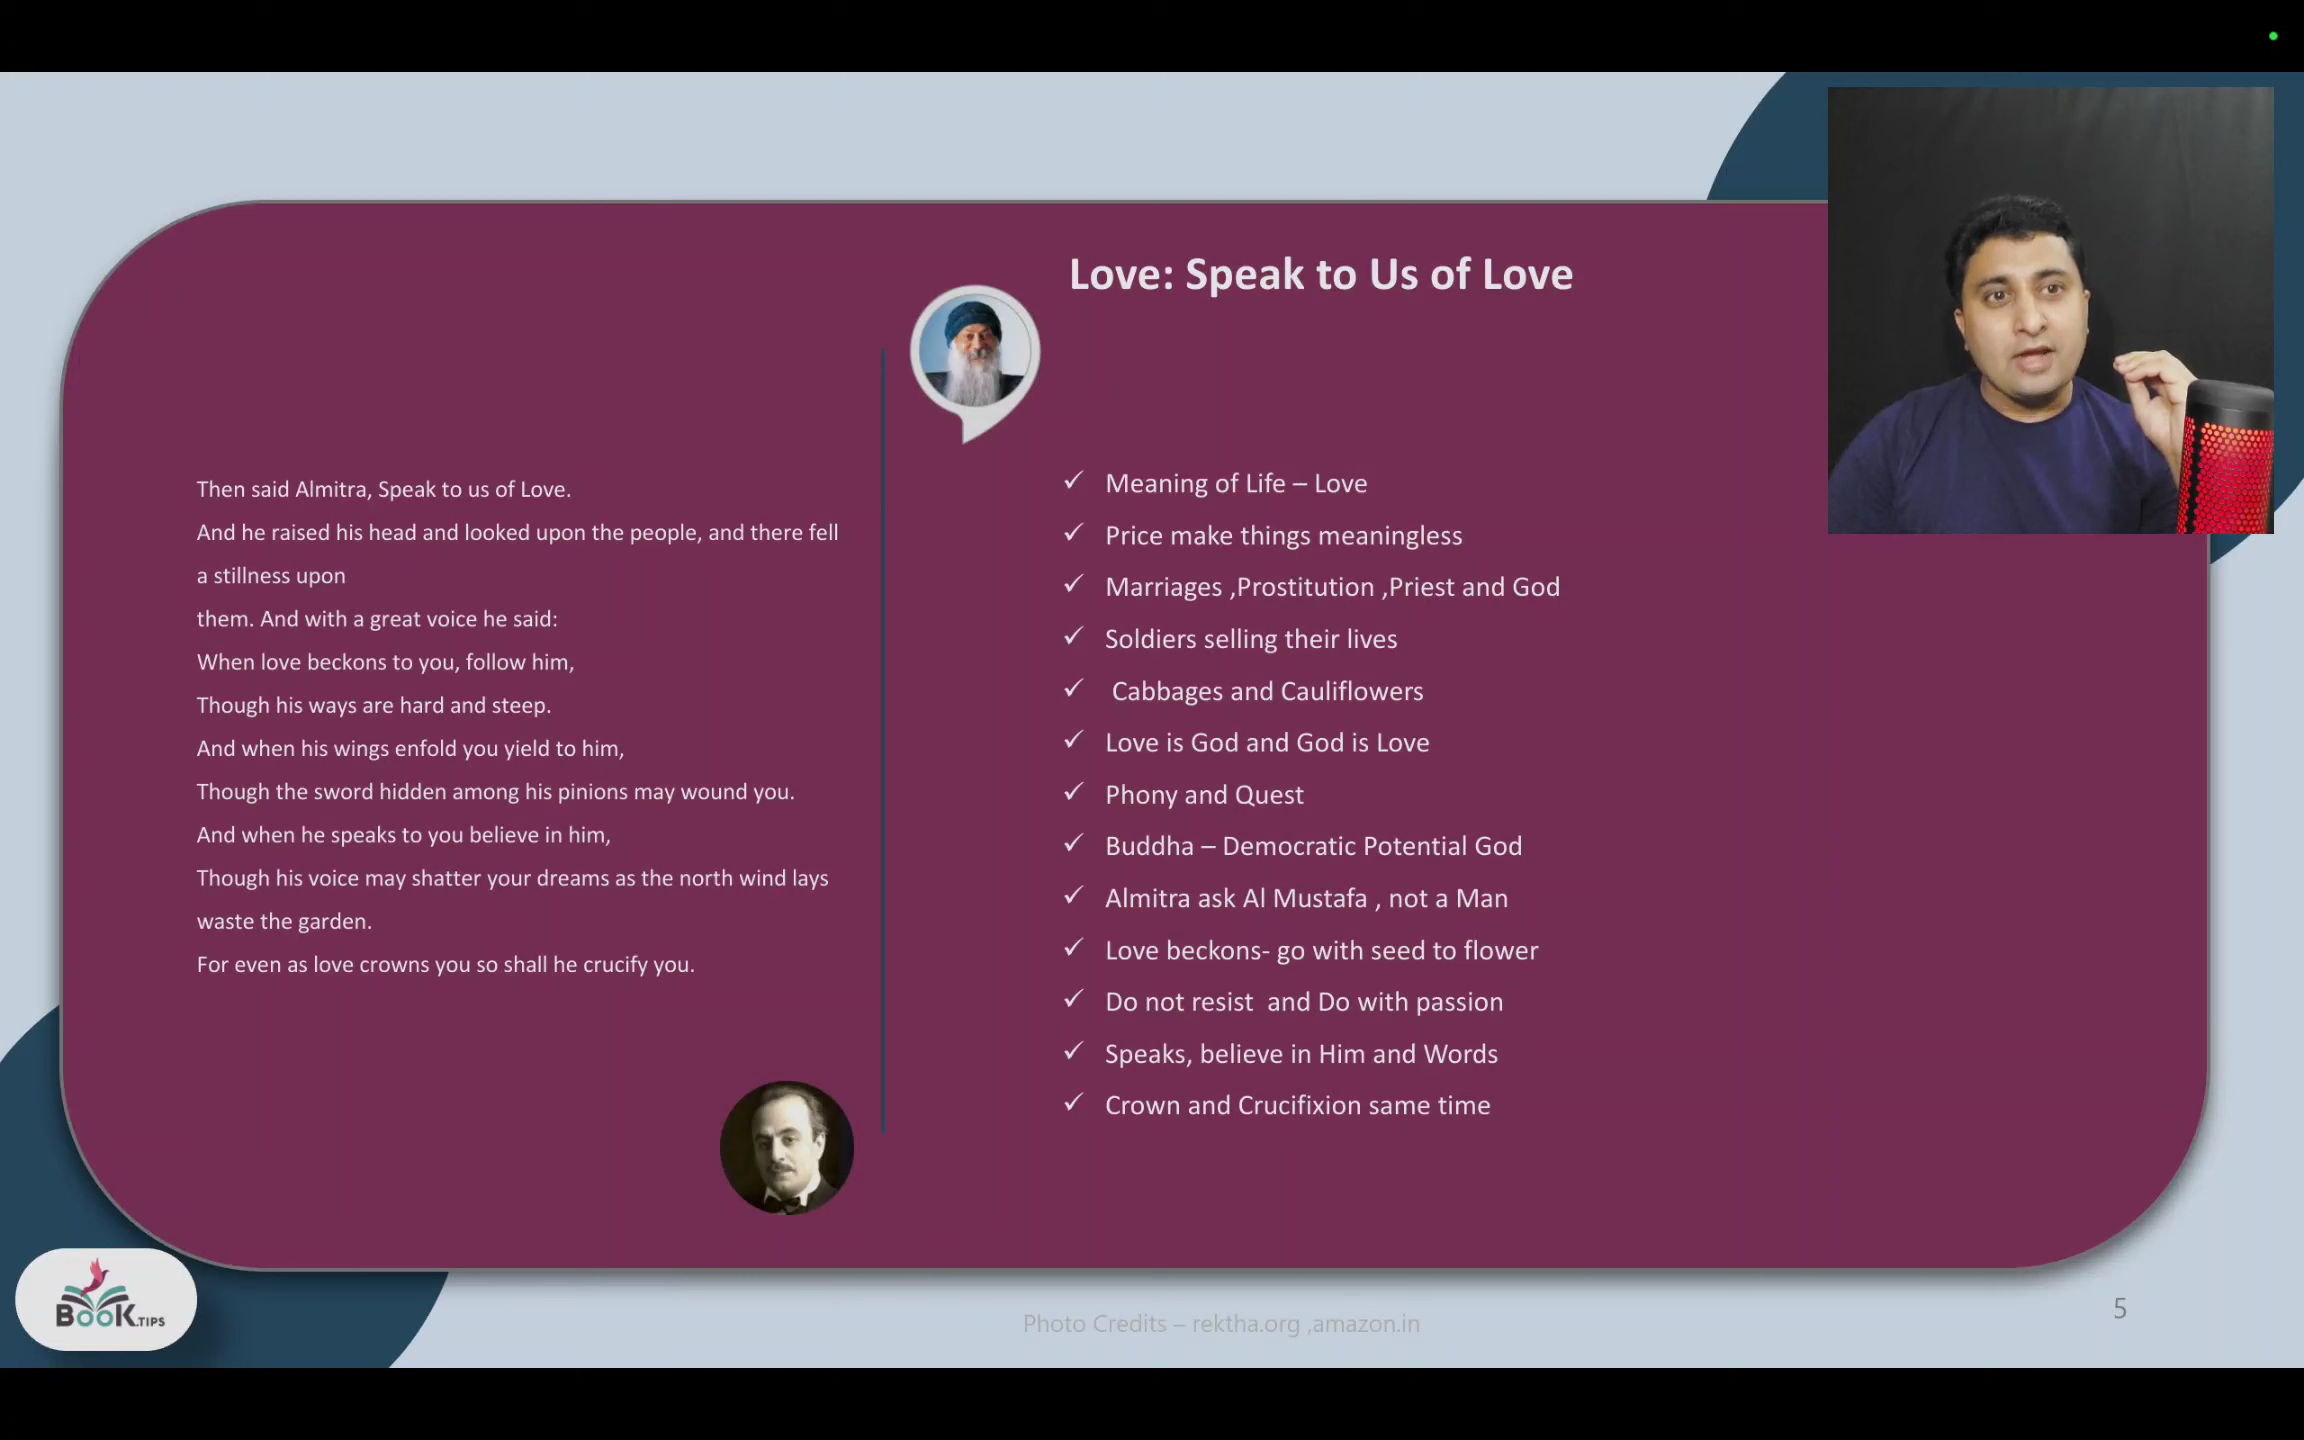 Love: Speak to Us of Love
Then said Almitra, Speak to us of Love.
And he raised his head and looked upon the people, and there fell
a stillness upon
them. And with a great voice he said:
When love beckons to you, follow him,
Though his ways are hard and steep.
And when his wings enfold you yield to him,
Though the sword hidden among his pinions may wound you.
And when he speaks to you believe in him,
Though his voice may shatter your dreams as the north wind lays
waste the garden.
For even as love crowns you so shall he crucify you.
✓ Meaning of Life – Love
✓ Price make things meaningless
✓ Marriages ,Prostitution ,Priest and God
✓ Soldiers selling their lives
✓ Cabbages and Cauliflowers
✓ Love is God and God is Love
✓ Phony and Quest
✓ Buddha – Democratic Potential God
✓ Almitra ask Al Mustafa , not a Man
✓ Love beckons- go with seed to flower
✓ Do not resist  and Do with passion
✓ Speaks, believe in Him and Words
✓ Crown and Crucifixion same time
BOOK.TIPS
Photo Credits – rektha.org ,amazon.in
5